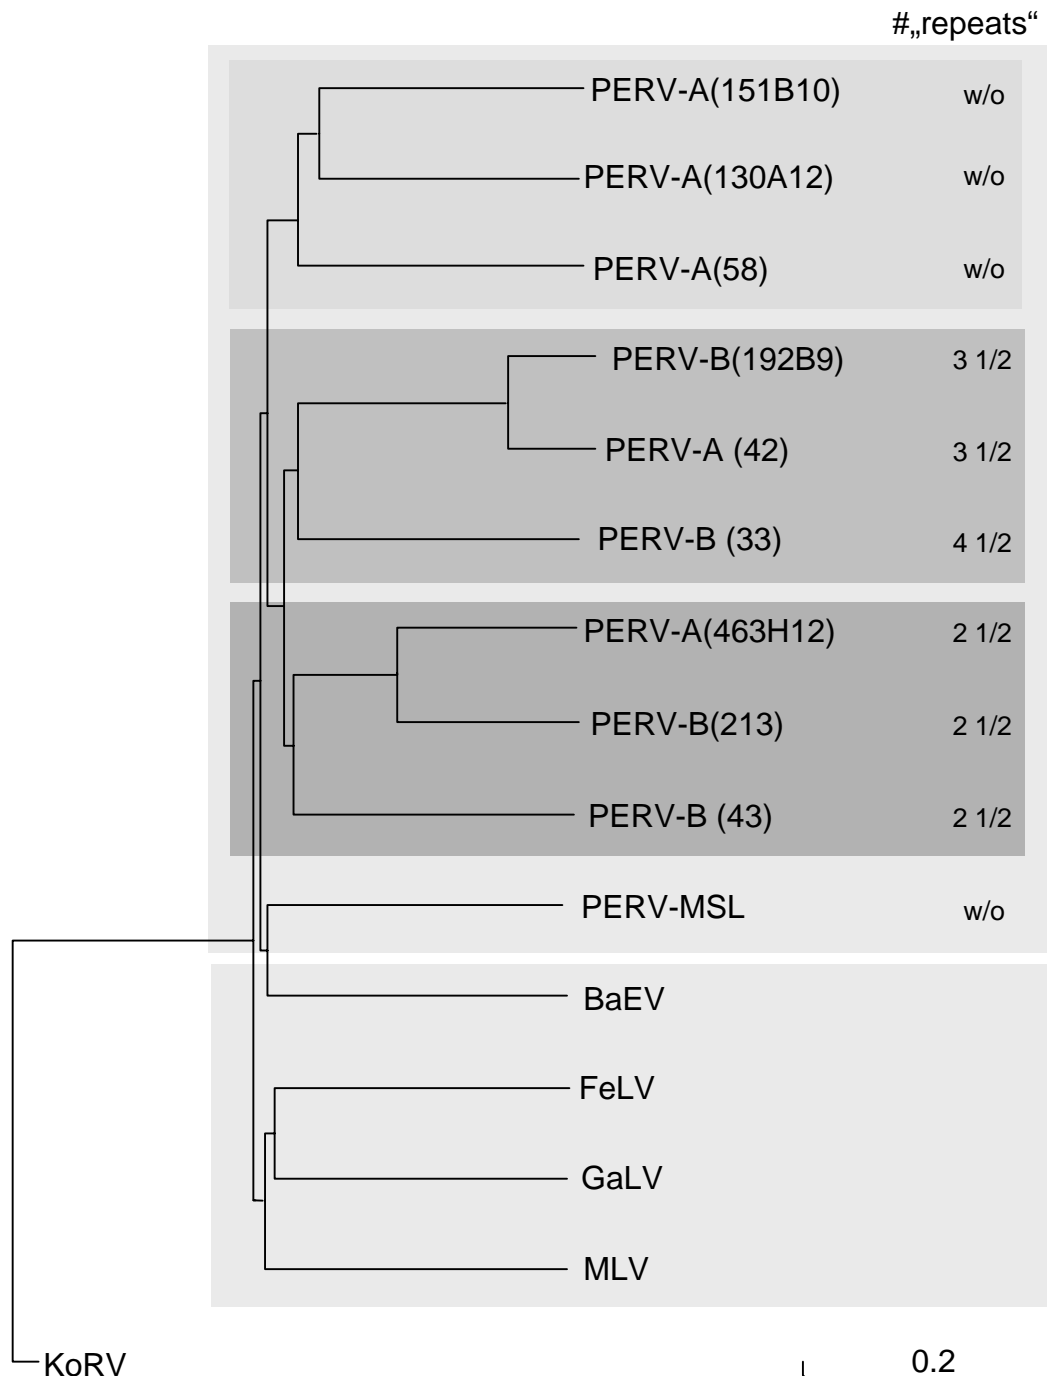 #„repeats“
PERV-A(151B10) w/o
PERV-A(130A12) w/o
PERV-A(58) w/o
PERV-B(192B9) 3 1/2
PERV-A (42) 3 1/2
PERV-B (33) 4 1/2
PERV-A(463H12) 2 1/2
PERV-B(213) 2 1/2
PERV-B (43) 2 1/2
PERV-MSL w/o
BaEV
FeLV
GaLV
MLV
KoRV 0.2